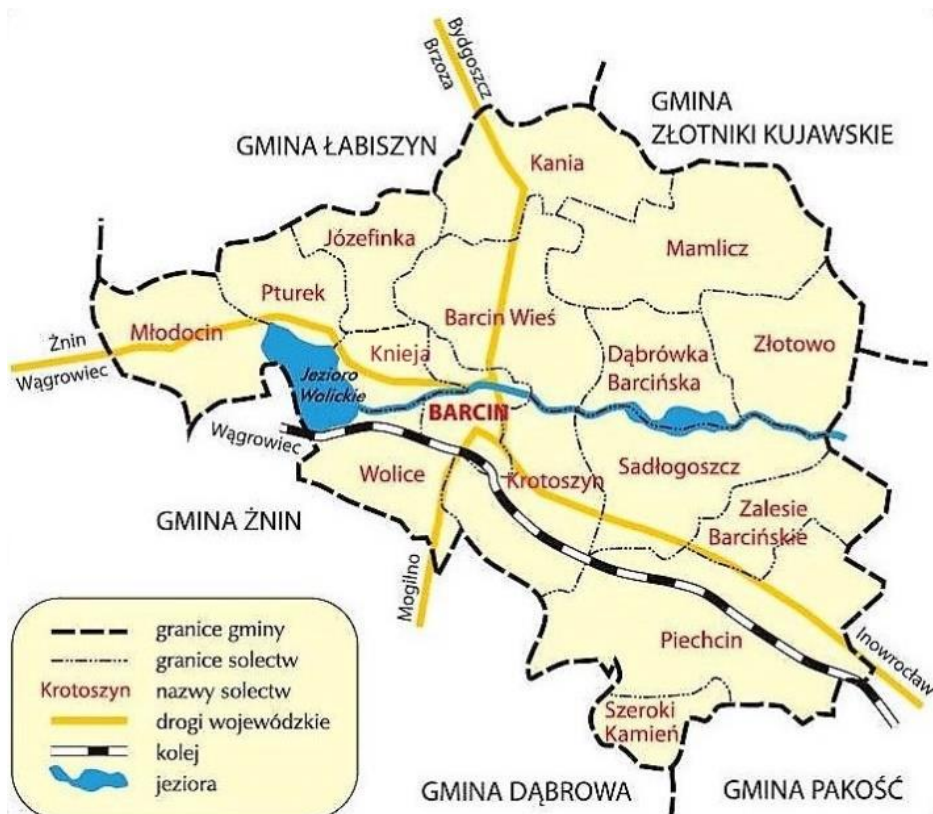 Bydgoszcz
Brzoza
GMINA
ZŁOTNIKI KUJAWSKIE
GMINA ŁABISZYN
Kania
Józefinka
Mamlicz
Pturek
Barcin Wieś
Żnin
Młodocin
Knieja
Dąbrówka
Barcińska
Złotowo
Wągrowiec
Jezioro
Wolickie
BARCIN
Wągrowiec
Wolice
Krotoszyn
Sadłogoszcz
GMINA ŻNIN
Zalesie
Barcińskie
Mogilno
Inowrocław
Piechcin
Szeroki
Kamień
GMINA DĄBROWA
GMINA PAKOŚĆ
granice gminy
granice solectw
Krotoszyn nazwy solectw
drogi wojewódzkie
kolej
jeziora